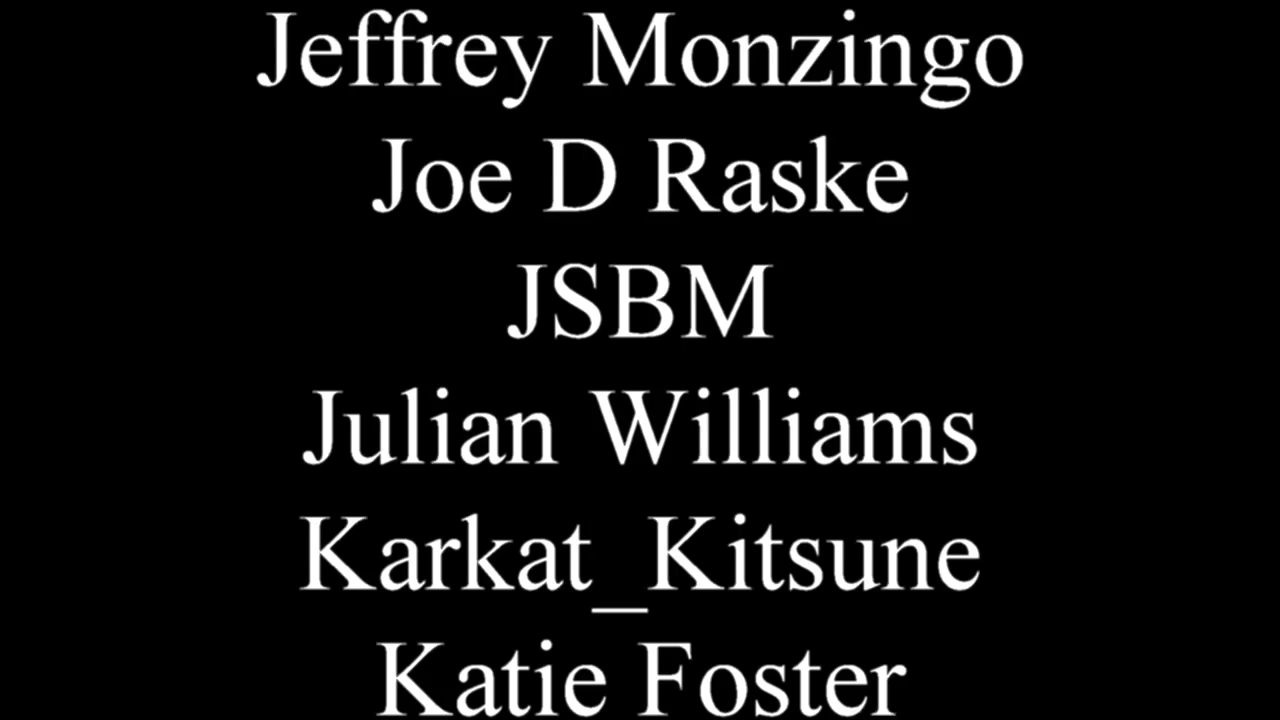 Jeffrey Monzingo
Joe D Raske
JSBM
Julian Williams
Karkat_Kitsune
Katie Foster